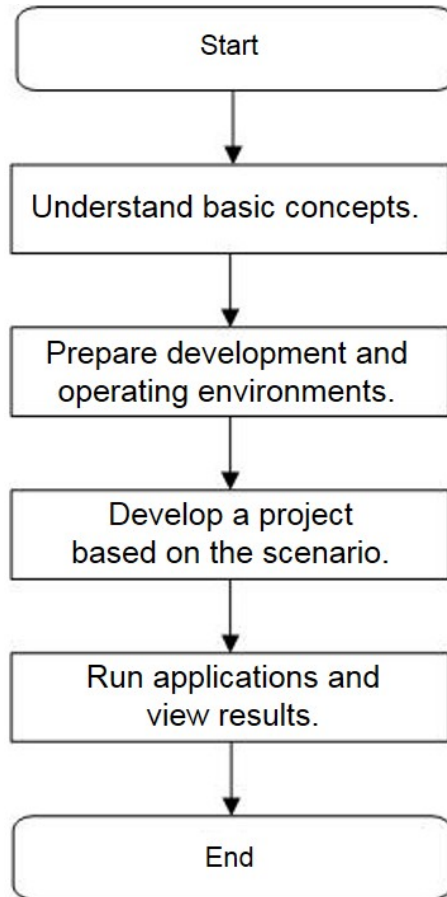 Start
Understand basic concepts.
Prepare development and
operating environments.
Develop a project
based on the scenario.
Run applications and
view results.
End